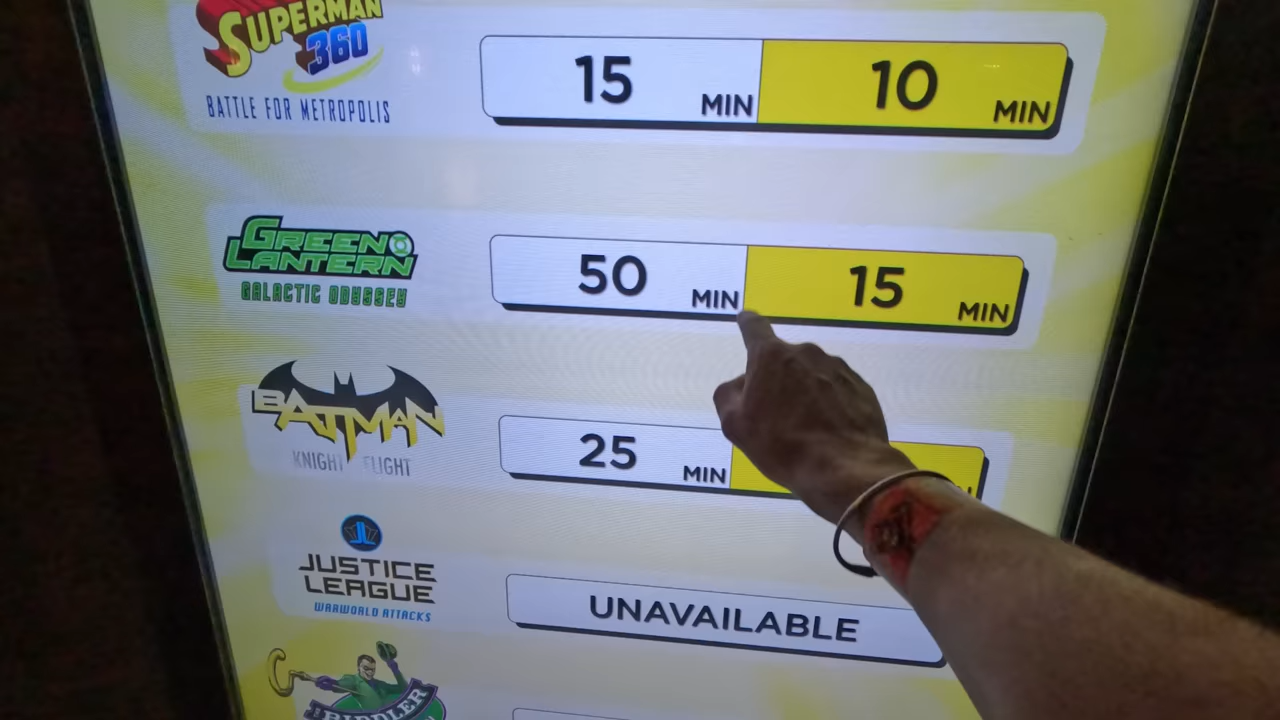 SUPERMAN
360
BATTLE FOR METROPOLIS
15 MIN 10 MIN
GREEN
LANTERN
GALACTIC ODYSSEY
50 MIN 15 MIN
BATMAN
KNIGHT FLIGHT
25 MIN
JUSTICE
LEAGUE
WARWORLD ATTACKS
UNAVAILABLE
RIDDLER